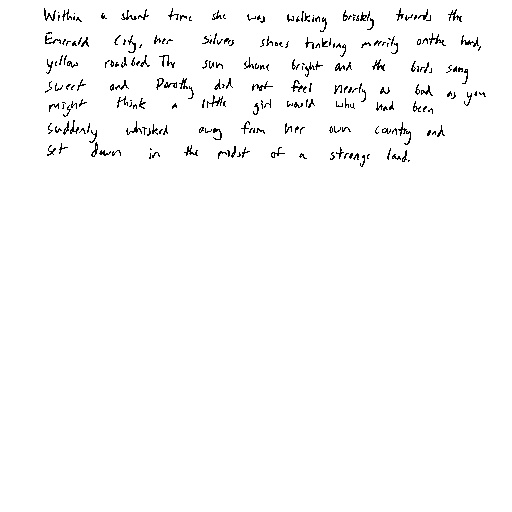 Within a short time she was walking briskly towards the
Emerald City, her Silvers shoes tinkling merrily onthe hard,
yellow roadbed. The sun shone bright and the birds sang
sweet and Dorothy did not feel nearly as bad as you
might think a little girl would who had been
suddenly whisked away from her own country and
set down in the midst of a strange land.